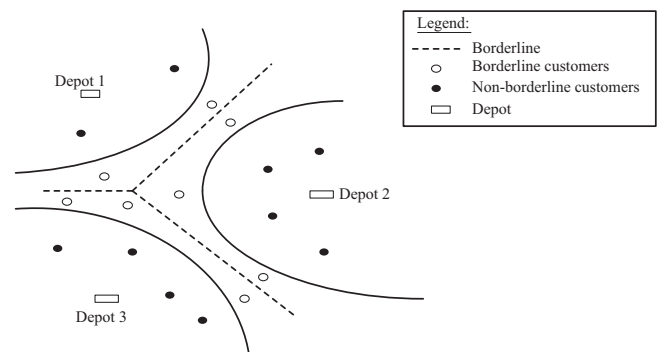 Legend:
Borderline
Borderline customers
Non-borderline customers
Depot
Depot 1
Depot 2
Depot 3